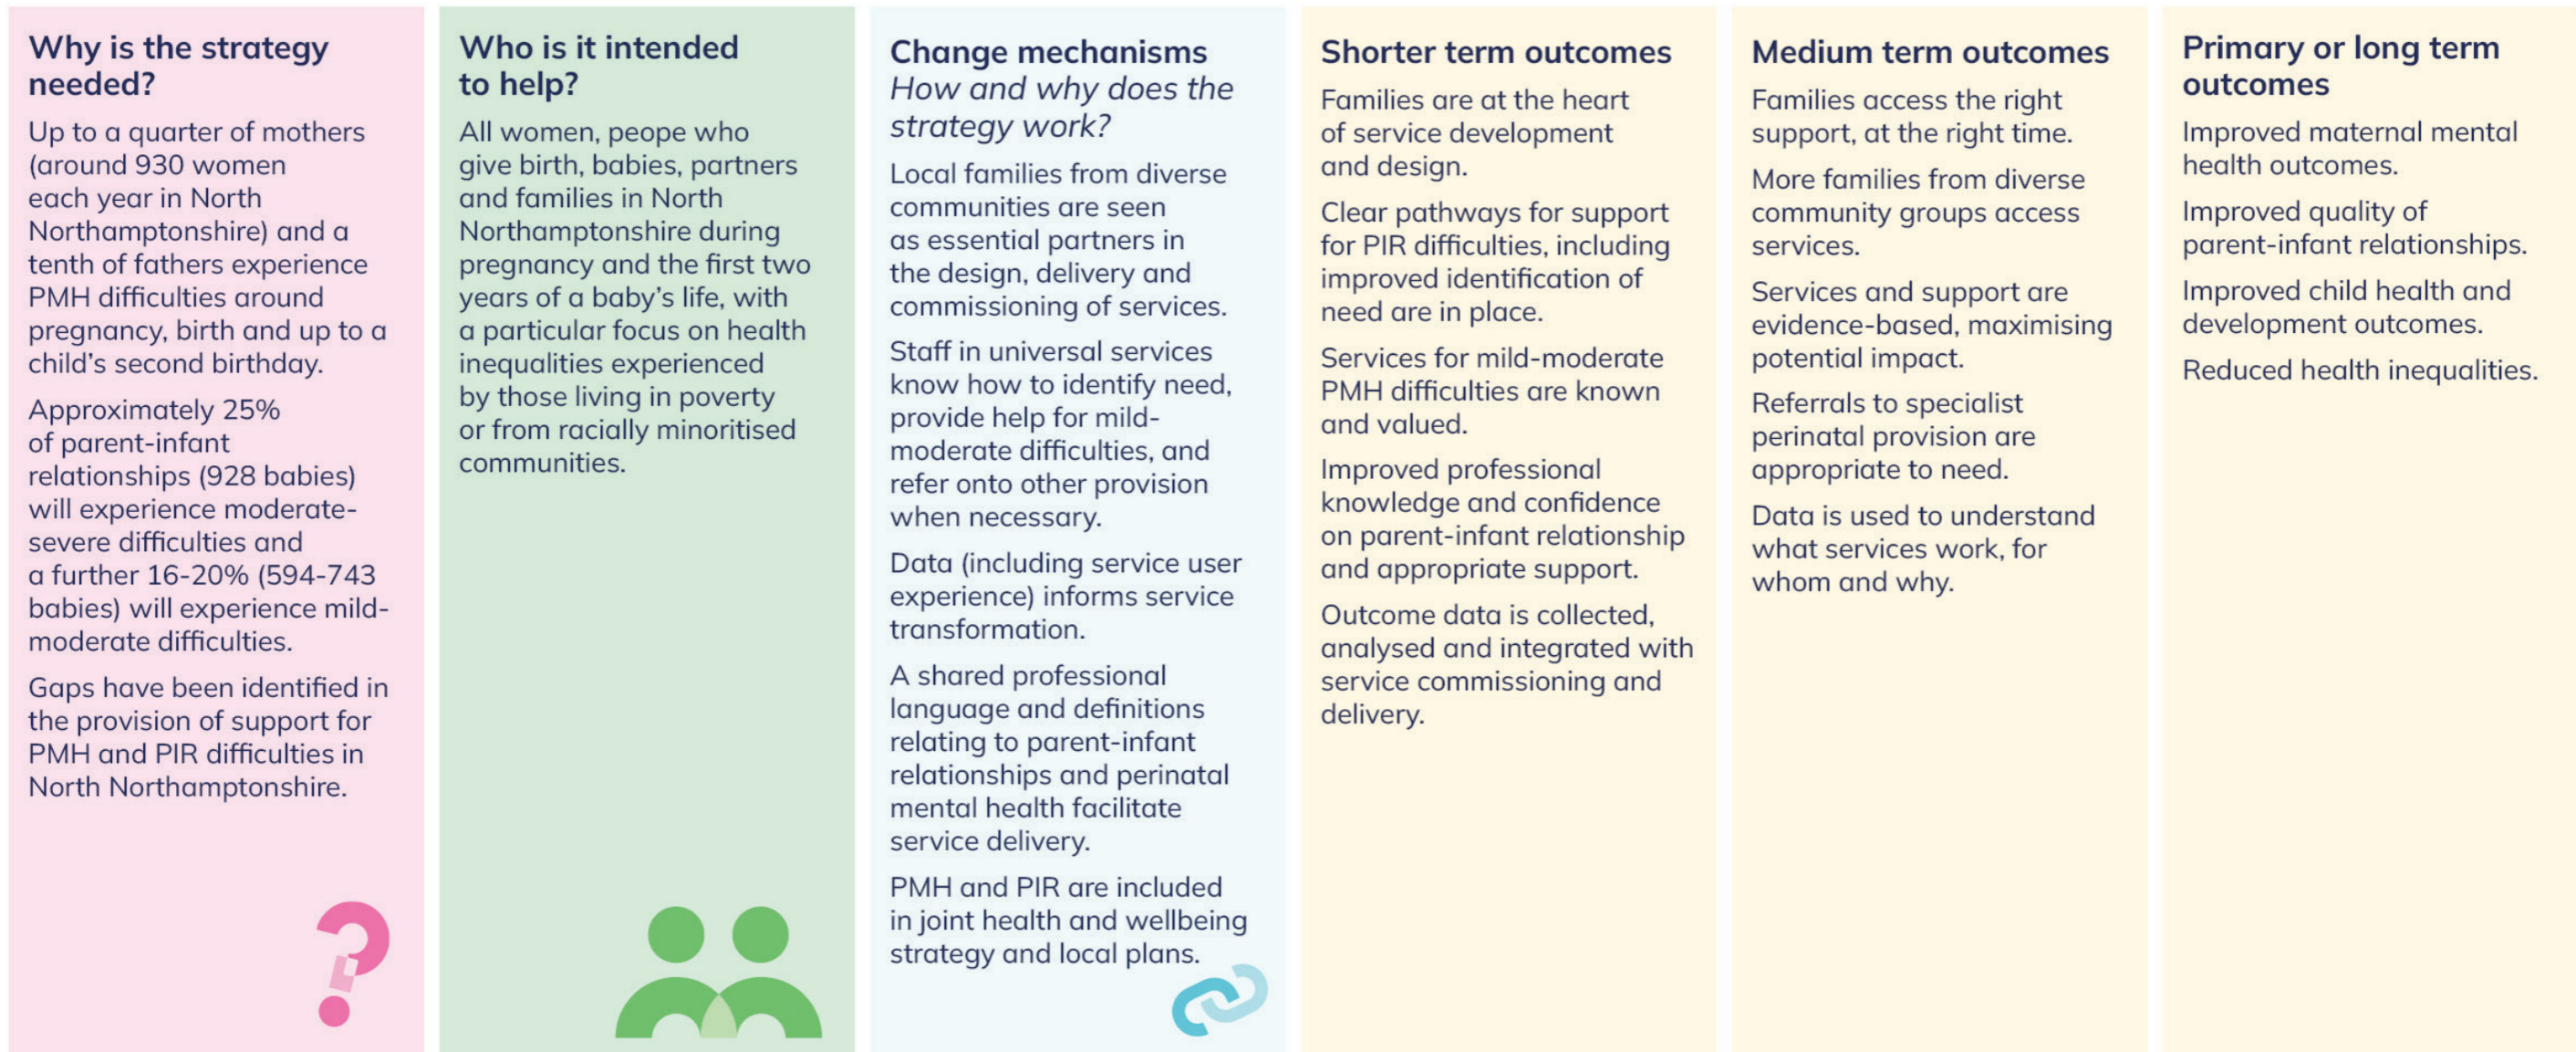 Why is the strategy
needed?
Up to a quarter of mothers
(around 930 women
each year in North
Northamptonshire) and a
tenth of fathers experience
PMH difficulties around
pregnancy, birth and up to a
child's second birthday.
Approximately 25%
of parent-infant
relationships (928 babies)
will experience moderate-
severe difficulties and
a further 16-20% (594-743
babies) will experience mild-
moderate difficulties.
Gaps have been identified in
the provision of support for
PMH and PIR difficulties in
North Northamptonshire.
Who is it intended
to help?
All women, peope who
give birth, babies, partners
and families in North
Northamptonshire during
pregnancy and the first two
years of a baby's life, with
a particular focus on health
inequalities experienced
by those living in poverty
or from racially minoritised
communities.
Change mechanisms
How and why does the
strategy work?
Local families from diverse
communities are seen
as essential partners in
the design, delivery and
commissioning of services.
Staff in universal services
know how to identify need,
provide help for mild-
moderate difficulties, and
refer onto other provision
when necessary.
Data (including service user
experience) informs service
transformation.
A shared professional
language and definitions
relating to parent-infant
relationships and perinatal
mental health facilitate
service delivery.
PMH and PIR are included
in joint health and wellbeing
strategy and local plans.
Shorter term outcomes
Families are at the heart
of service development
and design.
Clear pathways for support
for PIR difficulties, including
improved identification of
need are in place.
Services for mild-moderate
PMH difficulties are known
and valued.
Improved professional
knowledge and confidence
on parent-infant relationship
and appropriate support.
Outcome data is collected,
analysed and integrated with
service commissioning and
delivery.
Medium term outcomes
Families access the right
support, at the right time.
More families from diverse
community groups access
services.
Services and support are
evidence-based, maximising
potential impact.
Referrals to specialist
perinatal provision are
appropriate to need.
Data is used to understand
what services work, for
whom and why.
Primary or long term
outcomes
Improved maternal mental
health outcomes.
Improved quality of
parent-infant relationships.
Improved child health and
development outcomes.
Reduced health inequalities.